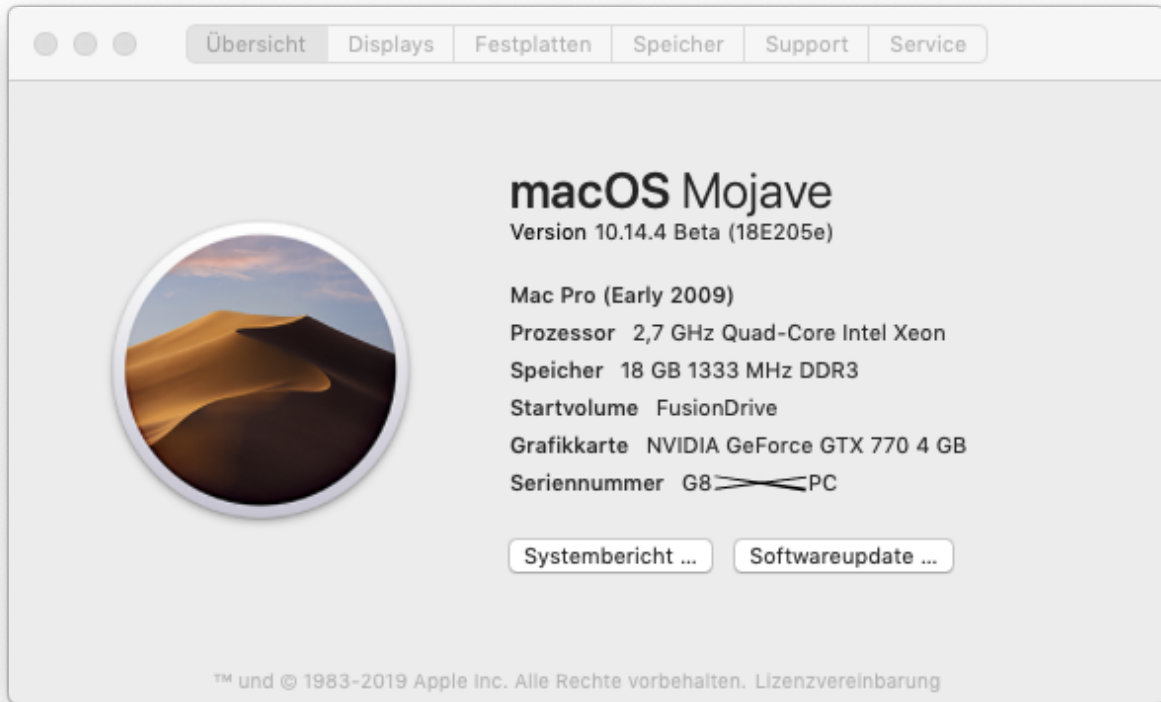 Übersicht Displays Festplatten Speicher Support Service
macOS Mojave
Version 10.14.4 Beta (18E205e)
Mac Pro (Early 2009)
Prozessor 2,7 GHz Quad-Core Intel Xeon
Speicher 18 GB 1333 MHz DDR3
Startvolume FusionDrive
Grafikkarte NVIDIA GeForce GTX 770 4 GB
Seriennummer G8 PC
Systembericht ... Softwareupdate ...
™ und © 1983-2019 Apple Inc. Alle Rechte vorbehalten. Lizenzvereinbarung